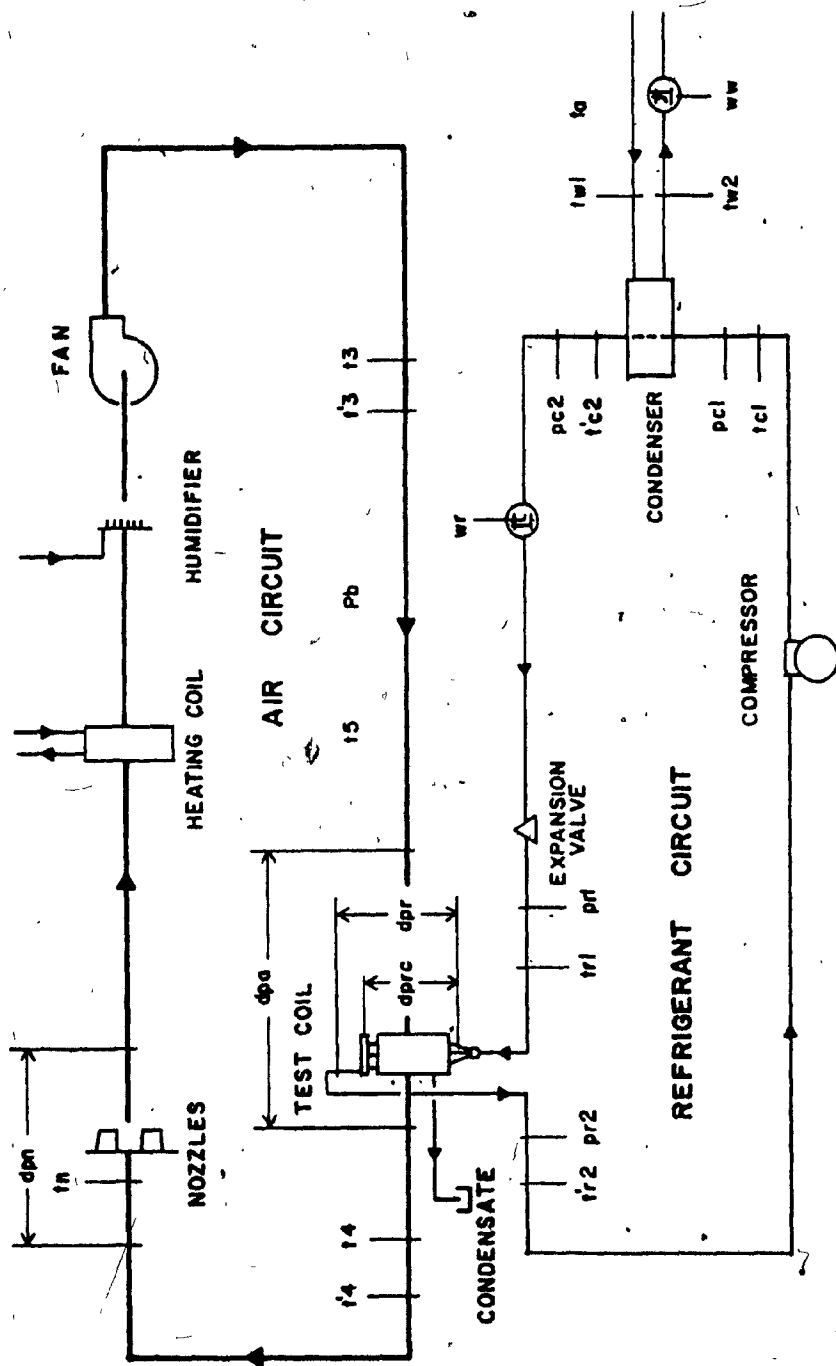 FAN
HUMIDIFIER
HEATING COIL
NOZZLES
tn
dpn
AIR CIRCUIT
t3
t'3
Pb
t5
dpa
dpr
dprc
TEST COIL
t4
t'4
CONDENSATE
ta
tw1
tw2
ww
pc2
t'c2
CONDENSER
pc1
tc1
wr
EXPANSION
VALVE
pr1
tr1
pr2
t'r2
COMPRESSOR
REFRIGERANT CIRCUIT